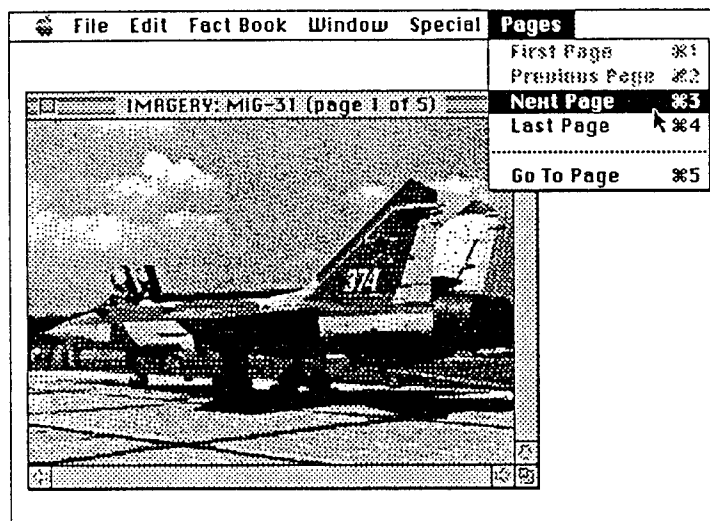 File Edit Fact Book Window Special Pages
First Page ⌘1
Previous Page ⌘2
Next Page ⌘3
Last Page ⌘4
Go To Page ⌘5
IMAGERY: MIG-31 (page 1 of 5)
374